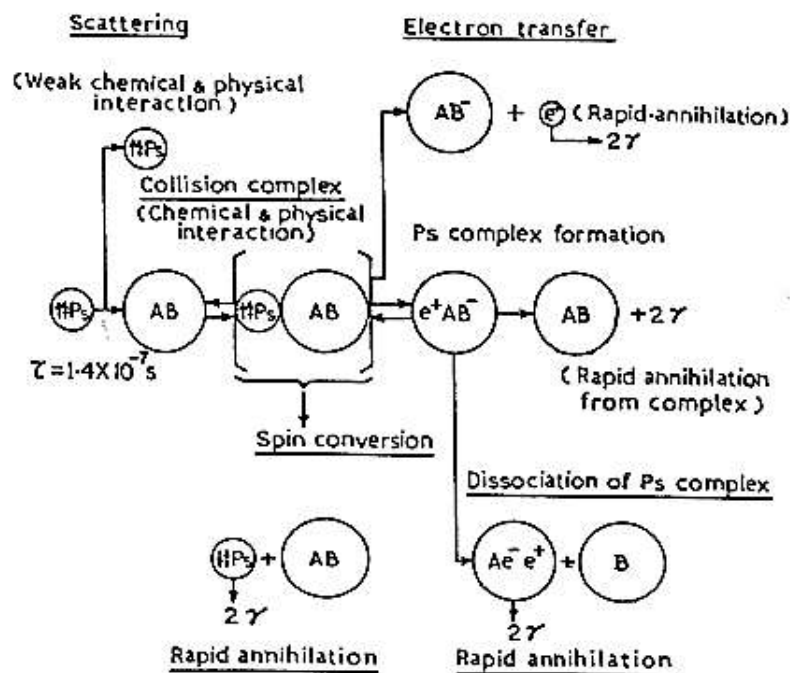 Scattering
Electron transfer
(Weak chemical & physical
interaction)
AB⁻ + e⁺ (Rapid-annihilation)
2γ
⇈Ps
Collision complex
(Chemical & physical
interaction)
Ps complex formation
⇈Ps
AB
⇈Ps
AB
e⁺AB⁻
AB
+2γ
τ=1·4X10⁻⁷s
(Rapid annihilation
from complex)
Spin conversion
Dissociation of Ps complex
Ps + AB
Ae⁻e⁺ + B
2γ
2γ
Rapid annihilation
Rapid annihilation